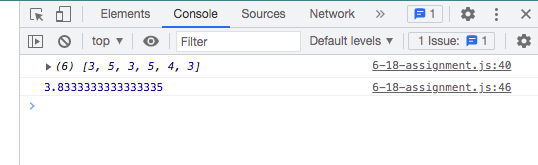 Elements Console Sources Network » 1
top ▾ Filter Default levels ▾ 1 Issue: 1
▶ (6) [3, 5, 3, 5, 4, 3] 6-18-assignment.js:40
3.8333333333333335 6-18-assignment.js:46
>